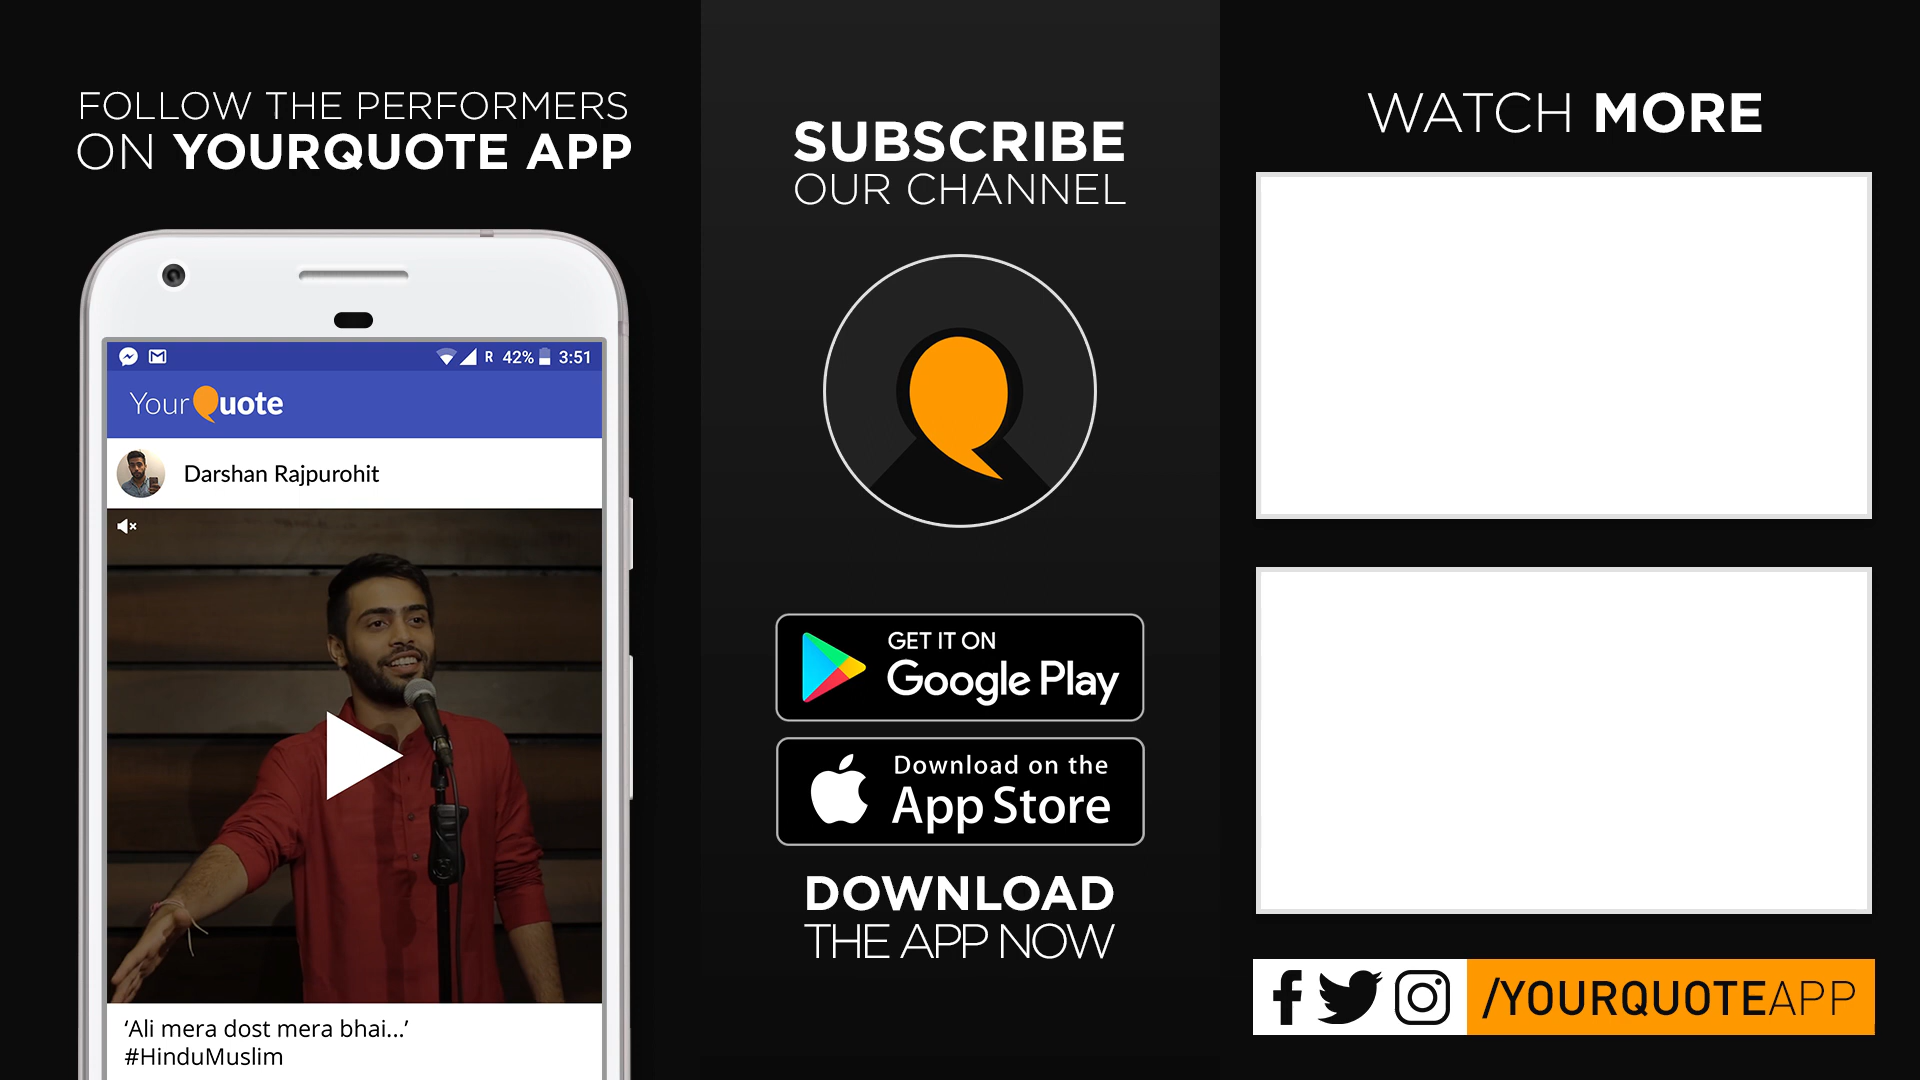 FOLLOW THE PERFORMERS
ON YOURQUOTE APP
R 42% 3:51
YourQuote
Darshan Rajpurohit
‘Ali mera dost mera bhai...’
#HinduMuslim
SUBSCRIBE
OUR CHANNEL
GET IT ON
Google Play
Download on the
App Store
DOWNLOAD
THE APP NOW
WATCH MORE
/YOURQUOTEAPP